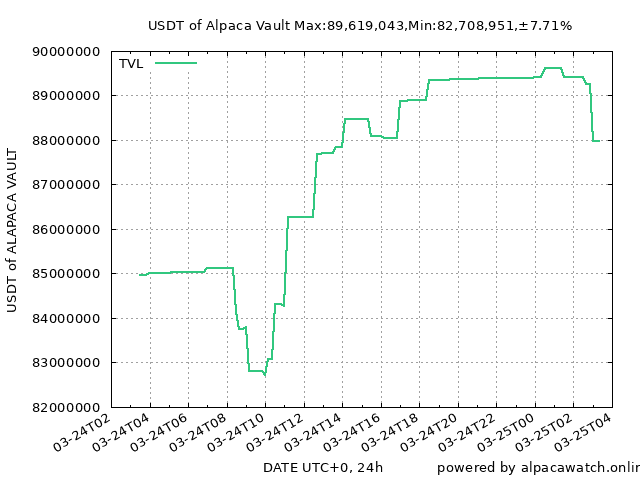 USDT of Alpaca Vault Max:89,619,043,Min:82,708,951,±7.71%
TVL
90000000
89000000
88000000
87000000
86000000
85000000
84000000
83000000
82000000
USDT of ALAPACA VAULT
03-24T02
03-24T04
03-24T06
03-24T08
03-24T10
03-24T12
03-24T14
03-24T16
03-24T18
03-24T20
03-24T22
03-25T00
03-25T02
03-25T04
DATE UTC+0, 24h
powered by alpacawatch.onlin